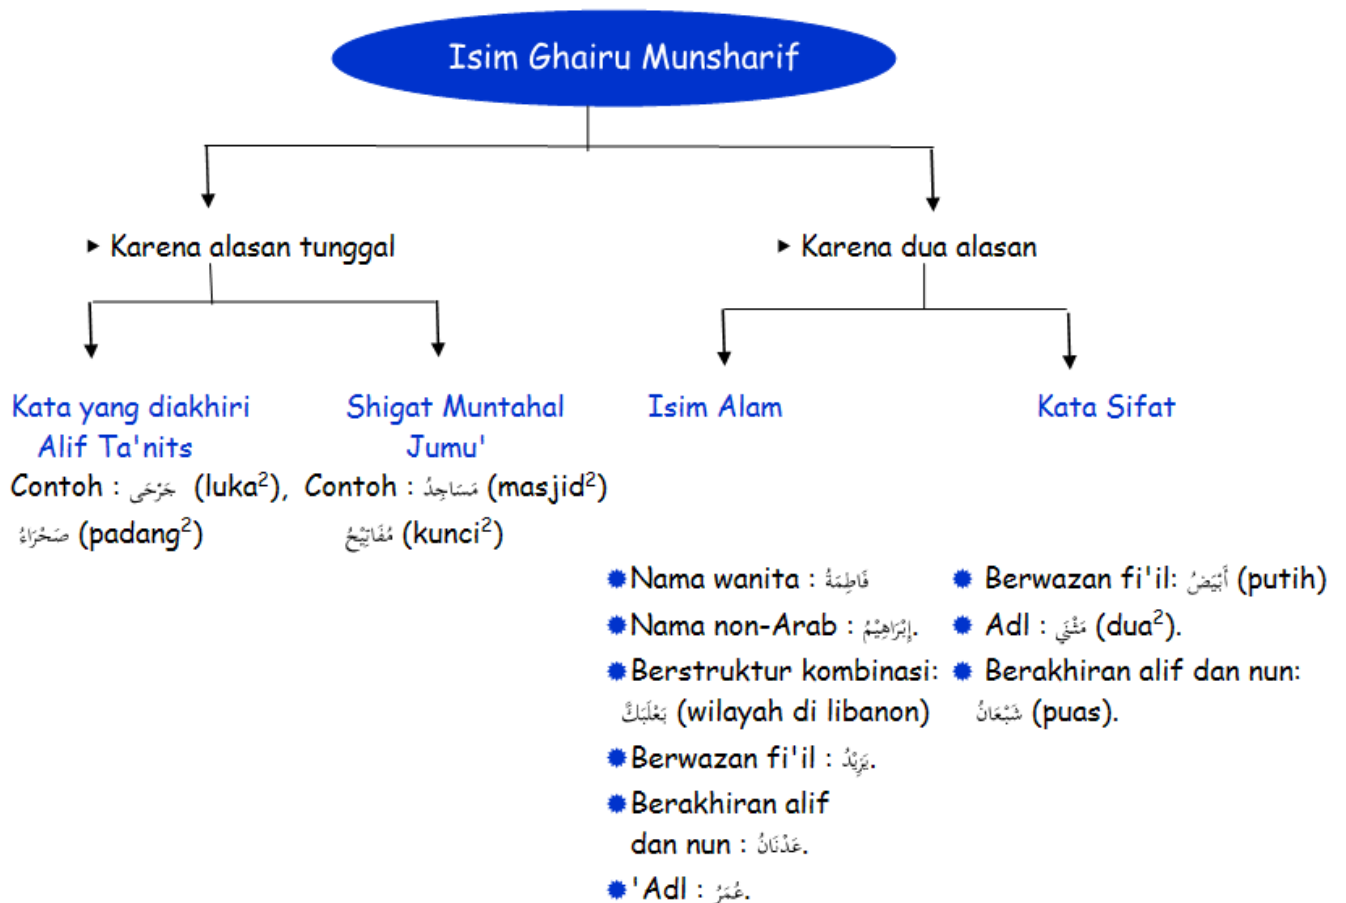 Isim Ghairu Munsharif
▸ Karena alasan tunggal
▸ Karena dua alasan
Kata yang diakhiri
Alif Ta'nits
Contoh : جَرْحَى (luka²),
صَحْرَاءُ (padang²)
Shigat Muntahal
Jumu'
Contoh : مَسَاجِدُ (masjid²)
مُفَاتِيْحُ (kunci²)
Isim Alam
Nama wanita : فَاطِمَةُ
Nama non-Arab : إِبْرَاهِيْمُ.
Berstruktur kombinasi:
بَعْلَبَكَّ (wilayah di libanon)
Berwazan fi'il : يَزِيْدُ.
Berakhiran alif
dan nun : عَدْنَانُ.
'Adl : عُمَرُ.
Kata Sifat
Berwazan fi'il: أَبْيَضُ (putih)
Adl : مَثْنَي (dua²).
Berakhiran alif dan nun:
شَبْعَانُ (puas).